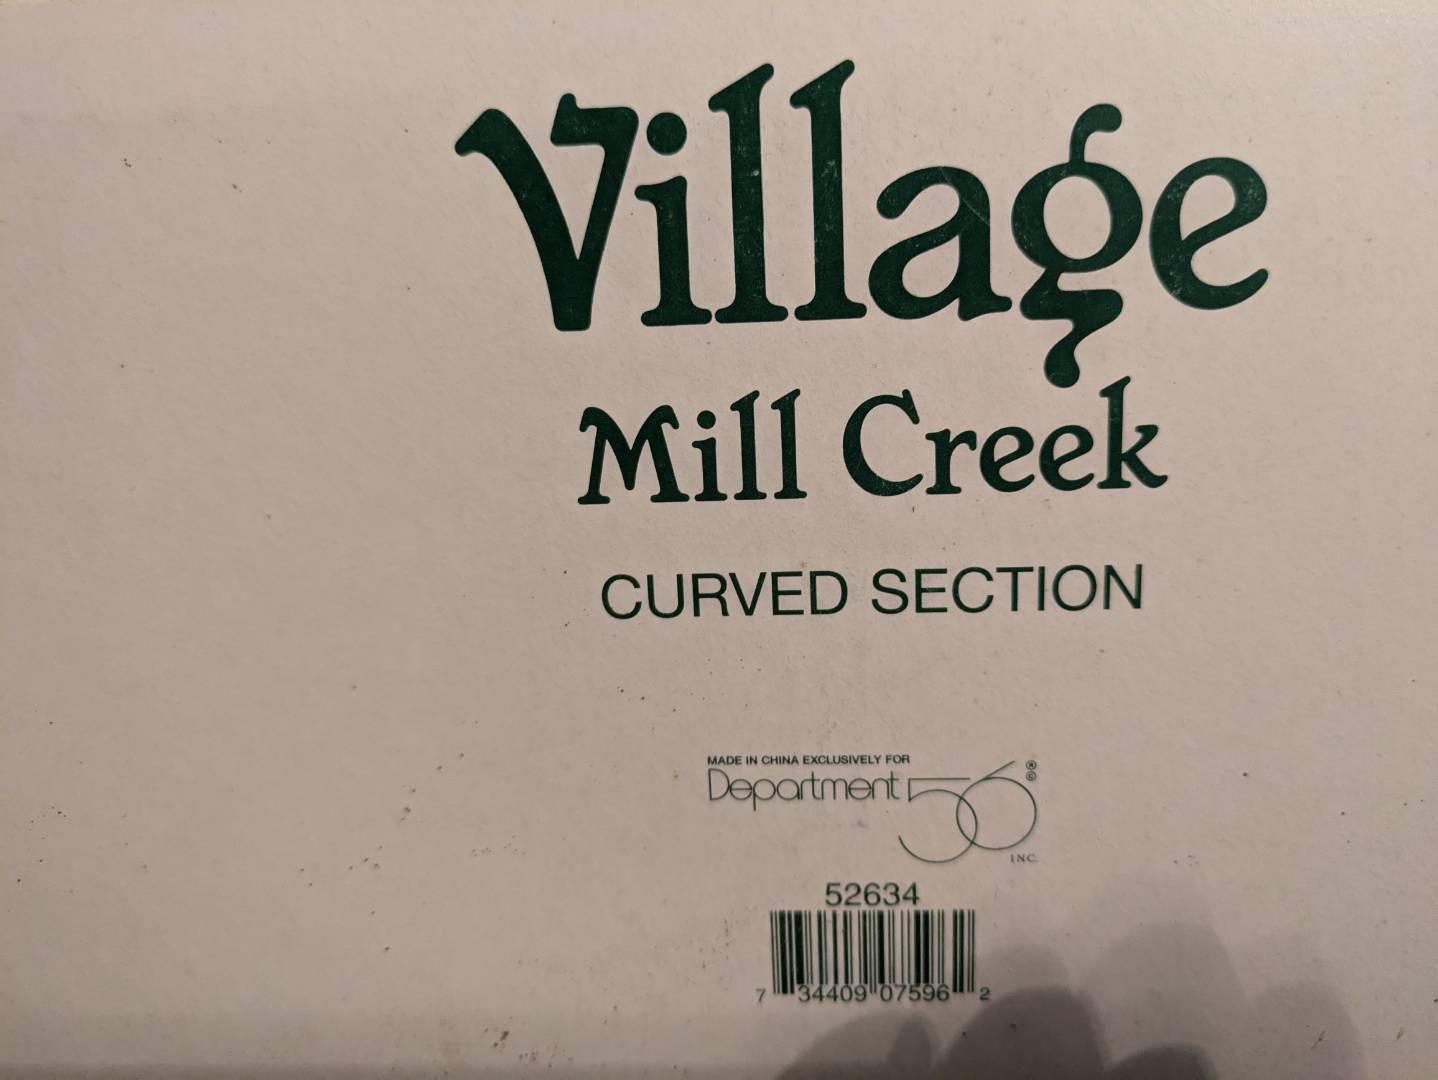 Village
Mill Creek
CURVED SECTION
MADE IN CHINA EXCLUSIVELY FOR
Department 56 ® ©
INC.
52634
7 34409 07596 2